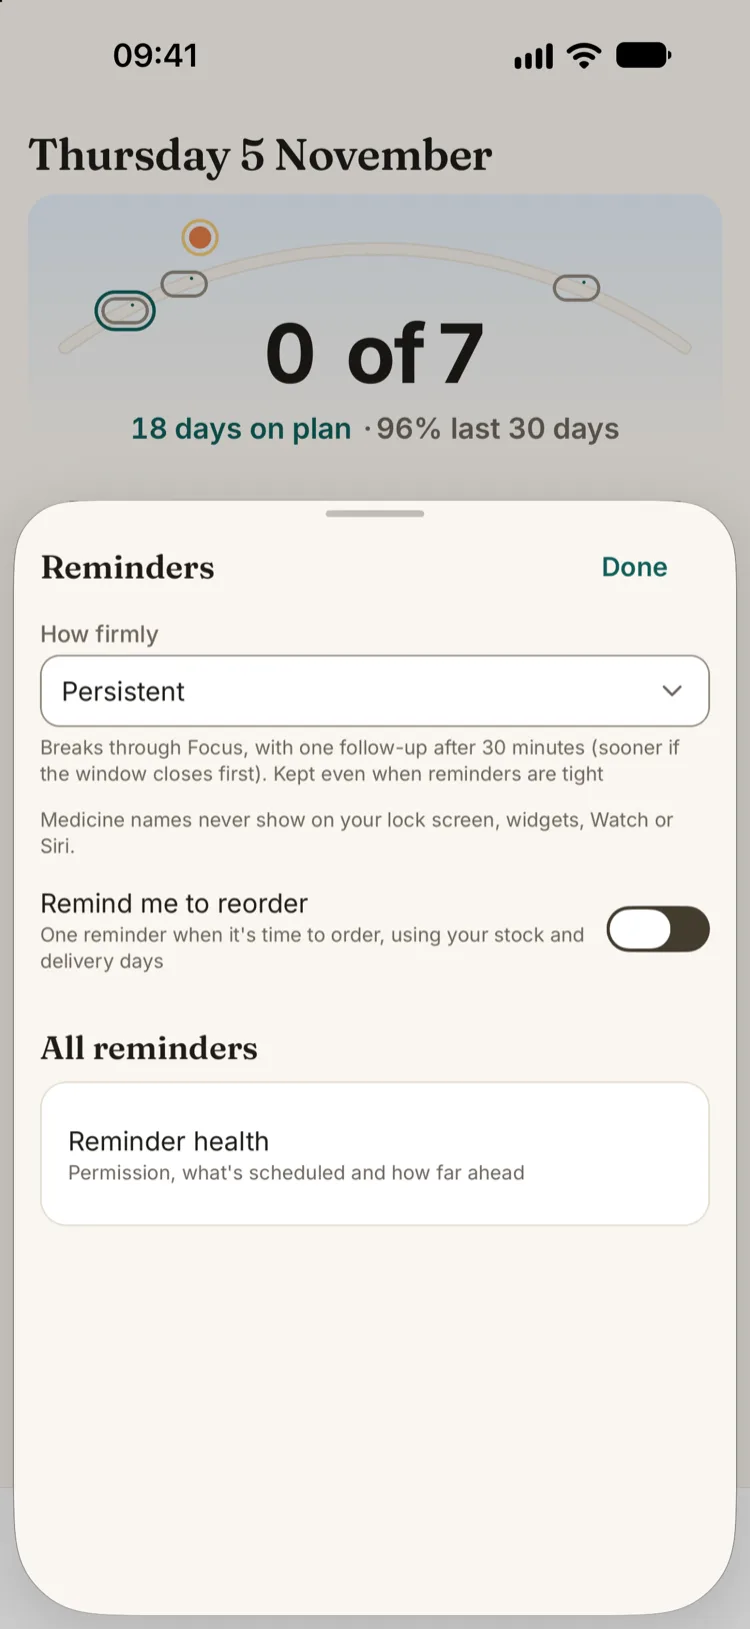 09:41
Thursday 5 November
0 of 7
18 days on plan · 96% last 30 days
Reminders
Done
How firmly
Persistent
Breaks through Focus, with one follow-up after 30 minutes (sooner if
the window closes first). Kept even when reminders are tight
Medicine names never show on your lock screen, widgets, Watch or
Siri.
Remind me to reorder
One reminder when it's time to order, using your stock and
delivery days
All reminders
Reminder health
Permission, what's scheduled and how far ahead